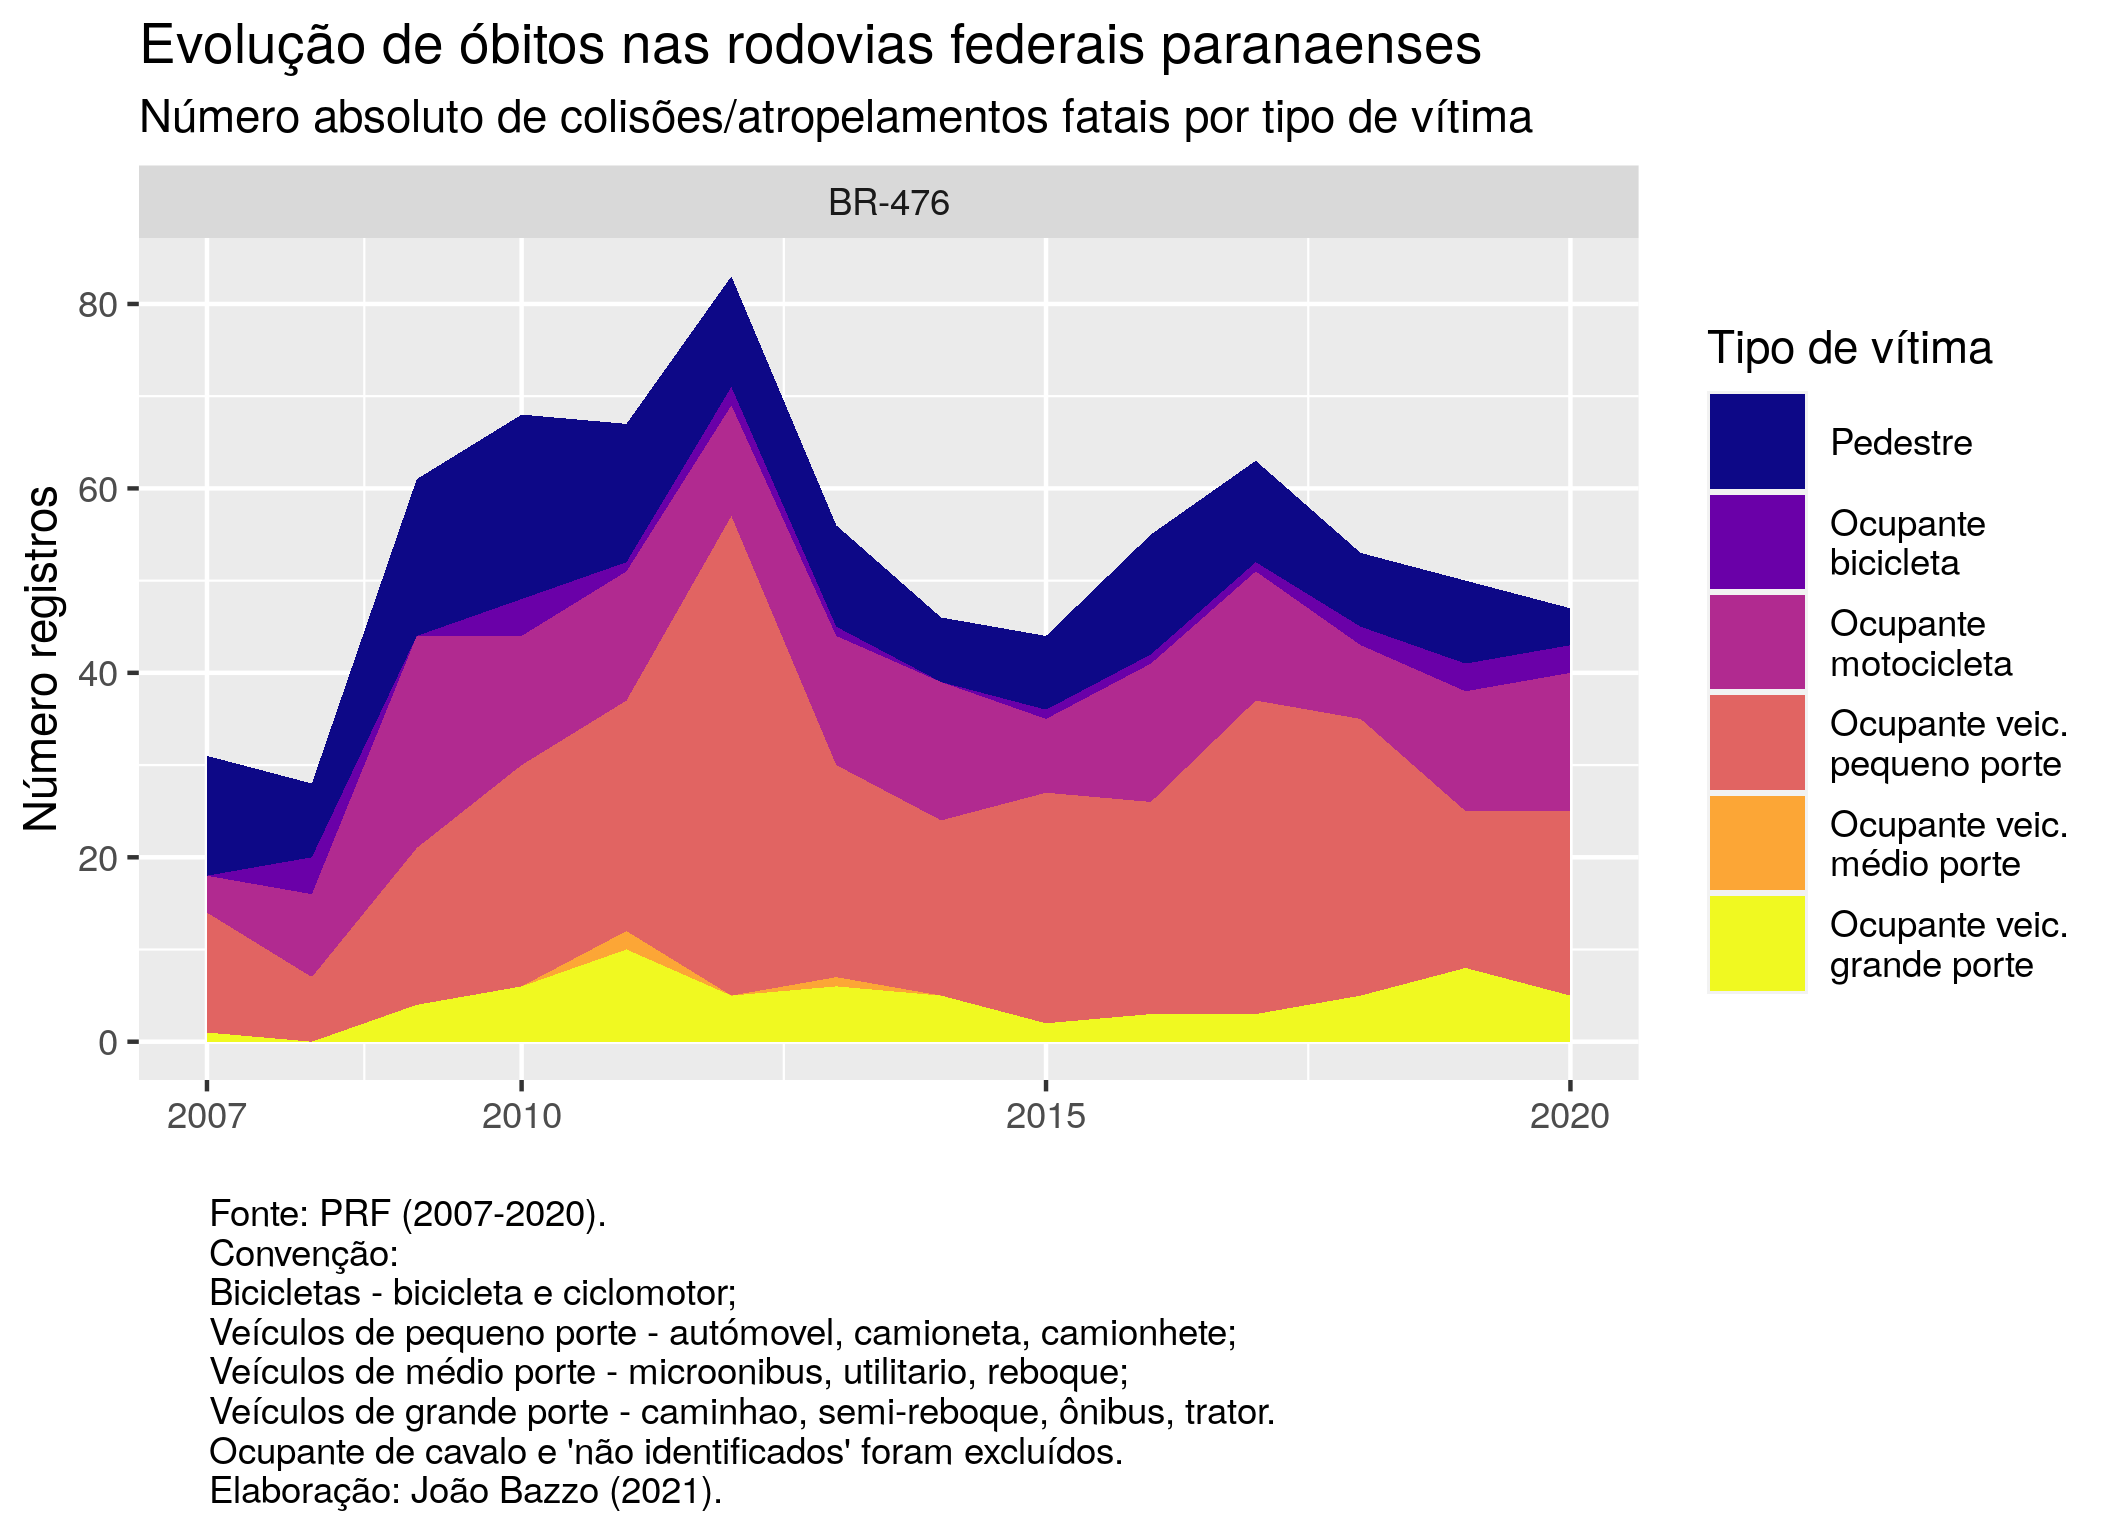 Evolução de óbitos nas rodovias federais paranaenses
Número absoluto de colisões/atropelamentos fatais por tipo de vítima
BR-476
Número registros
80
60
40
20
0
2007
2010
2015
2020
Tipo de vítima
Pedestre
Ocupante
bicicleta
Ocupante
motocicleta
Ocupante veic.
pequeno porte
Ocupante veic.
médio porte
Ocupante veic.
grande porte
Fonte: PRF (2007-2020).
Convenção:
Bicicletas - bicicleta e ciclomotor;
Veículos de pequeno porte - autómovel, camioneta, camionhete;
Veículos de médio porte - microonibus, utilitario, reboque;
Veículos de grande porte - caminhao, semi-reboque, ônibus, trator.
Ocupante de cavalo e 'não identificados' foram excluídos.
Elaboração: João Bazzo (2021).